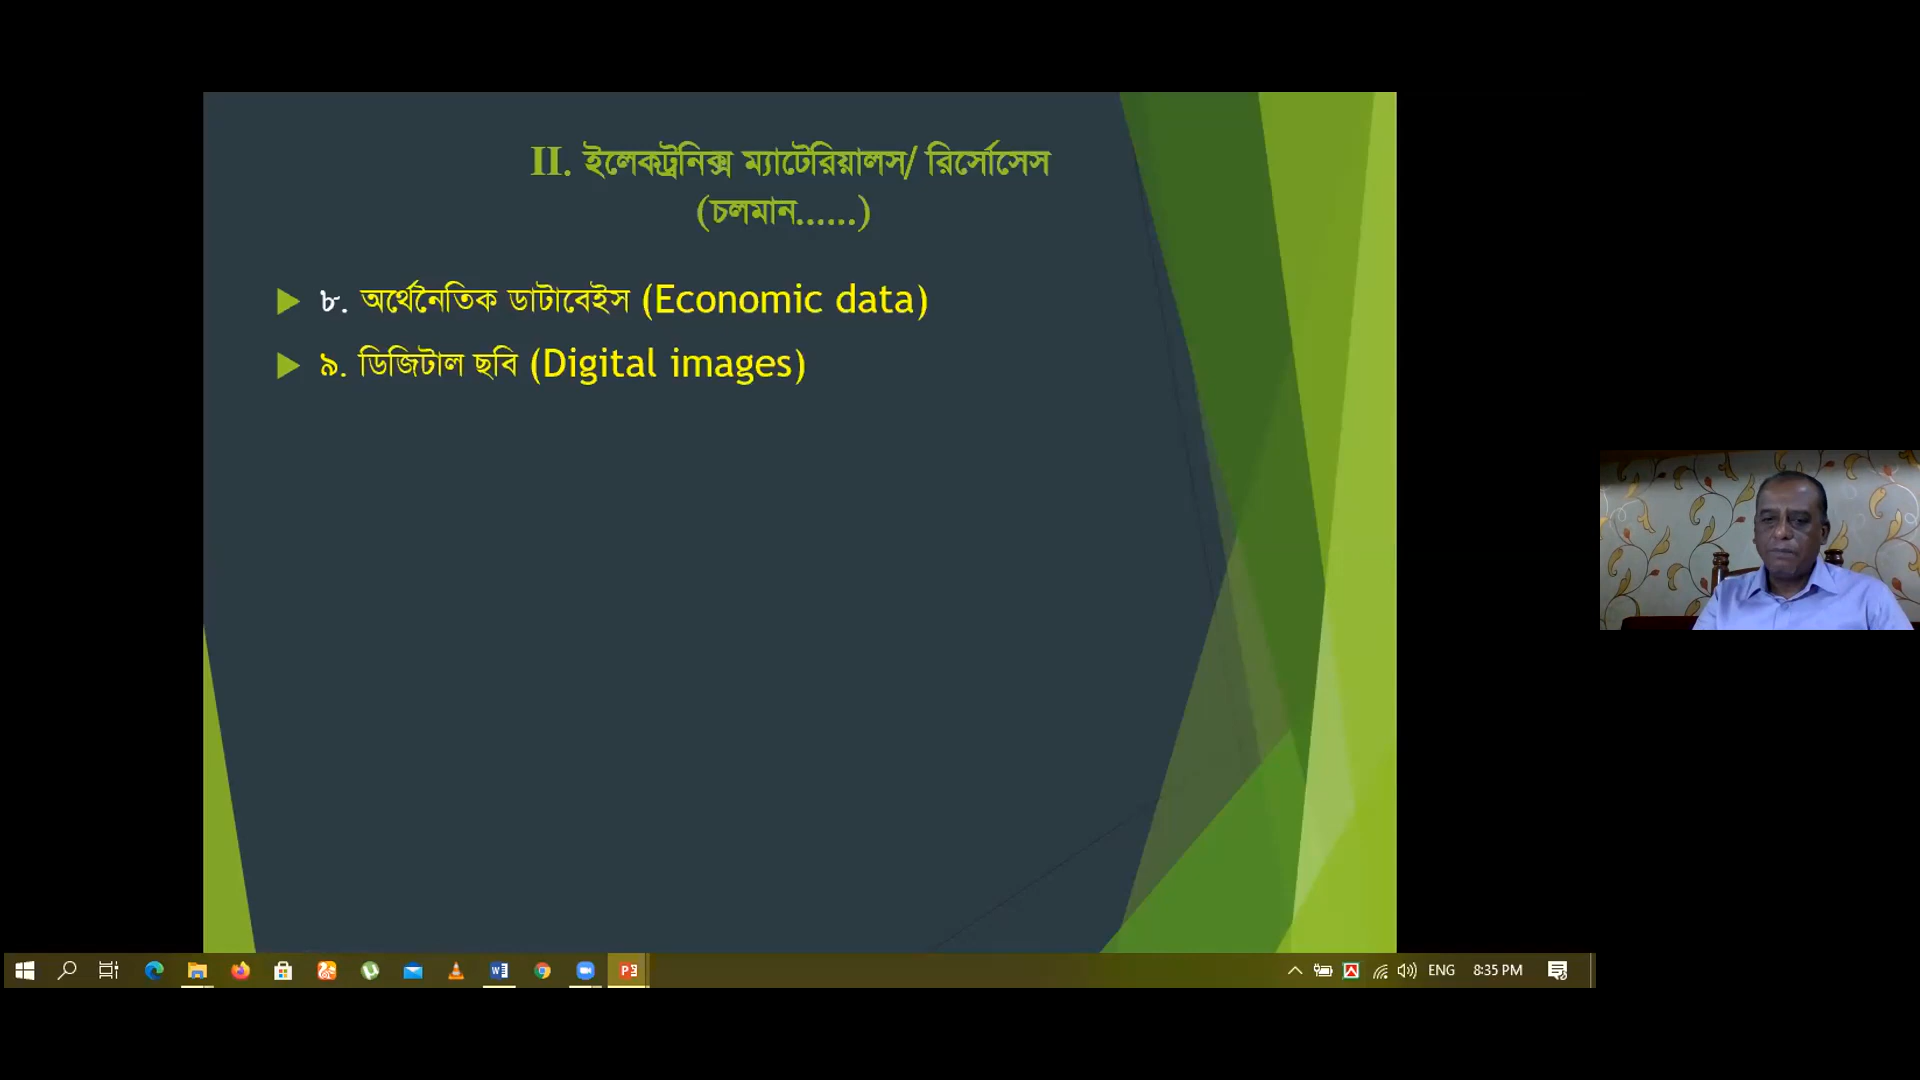 II. ইলেকট্রনিক্স ম্যাটেরিয়ালস/ রির্সোসেস
(চলমান......)
৮. অর্থেনৈতিক ডাটাবেইস (Economic data)
৯. ডিজিটাল ছবি (Digital images)
ENG 8:35 PM